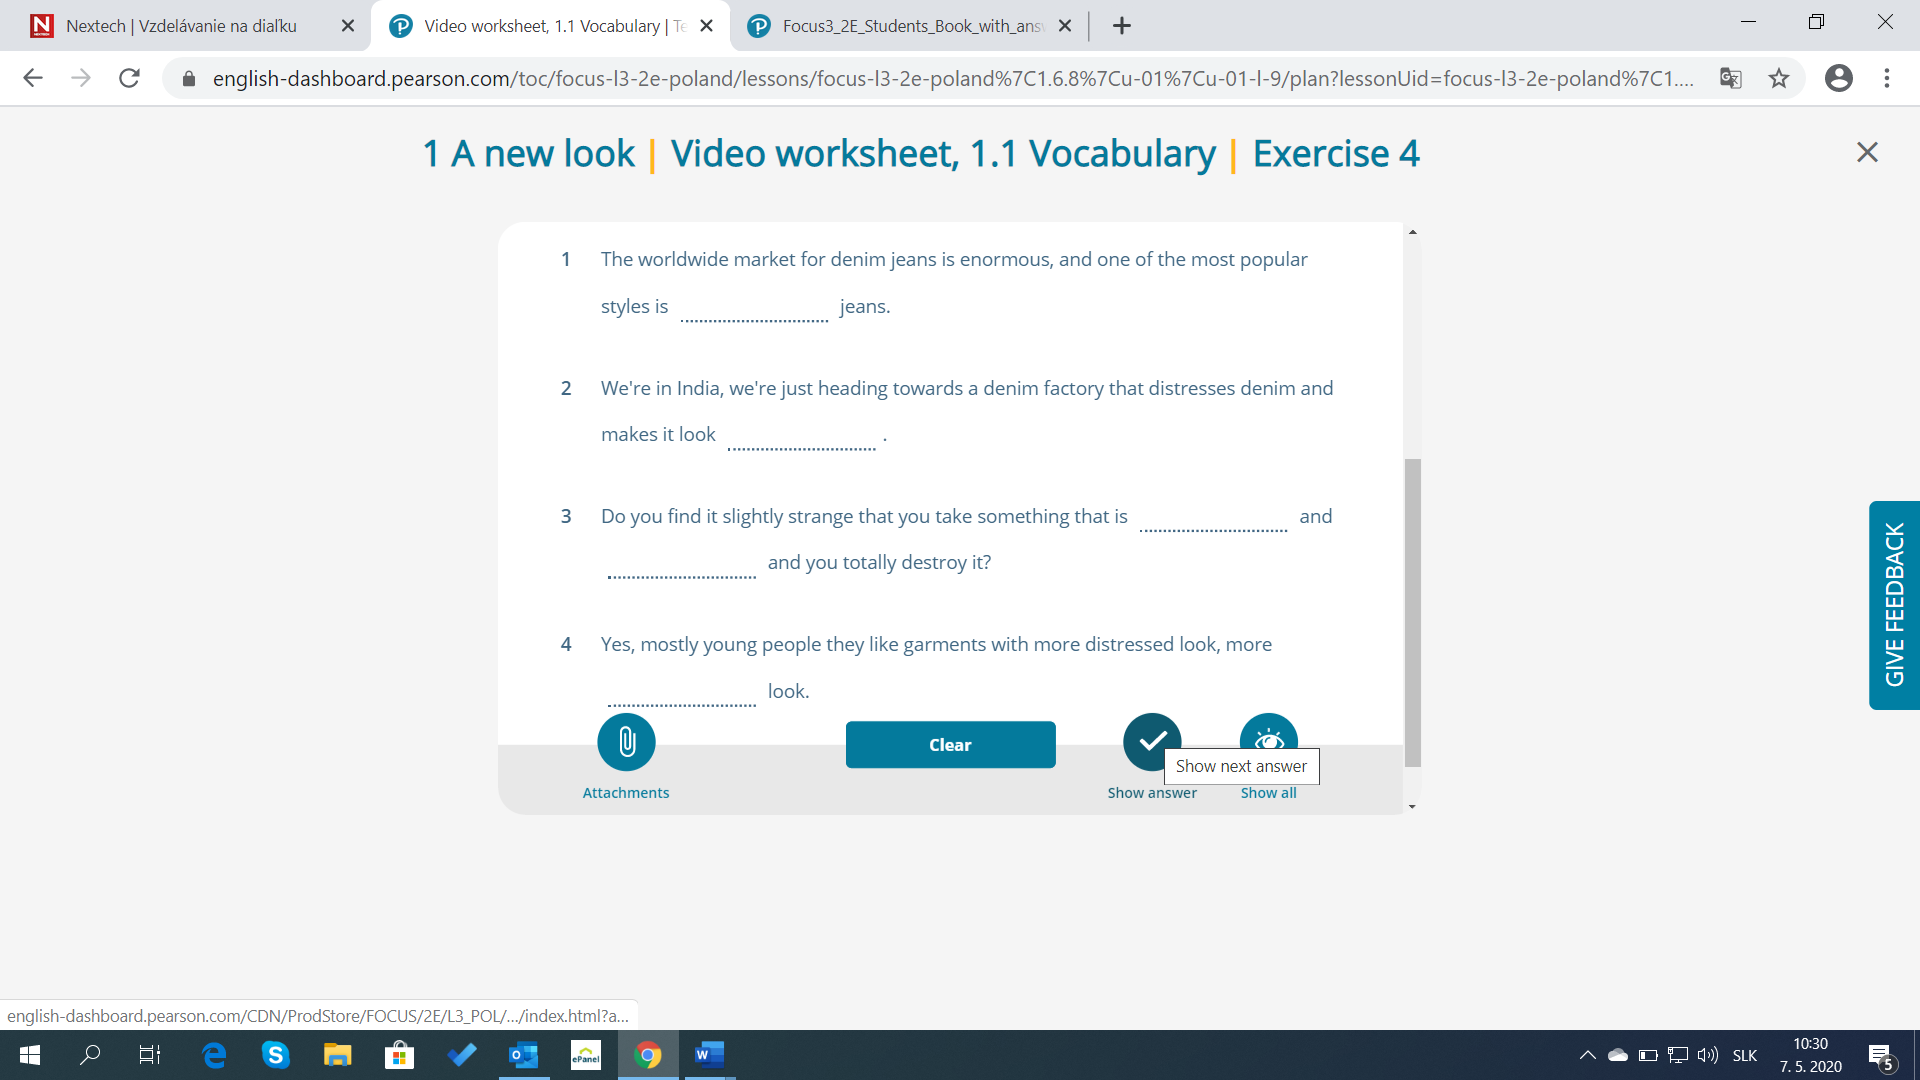 Nextech | Vzdelávanie na diaľku
Video worksheet, 1.1 Vocabulary | Te
Focus3_2E_Students_Book_with_answ
english-dashboard.pearson.com/toc/focus-l3-2e-poland/lessons/focus-l3-2e-poland%7C1.6.8%7Cu-01%7Cu-01-l-9/plan?lessonUid=focus-l3-2e-poland%7C1....
1 A new look | Video worksheet, 1.1 Vocabulary | Exercise 4
1 The worldwide market for denim jeans is enormous, and one of the most popular
styles is jeans.
2 We're in India, we're just heading towards a denim factory that distresses denim and
makes it look .
3 Do you find it slightly strange that you take something that is and
and you totally destroy it?
4 Yes, mostly young people they like garments with more distressed look, more
look.
Clear
Show next answer
Attachments
Show answer
Show all
GIVE FEEDBACK
english-dashboard.pearson.com/CDN/ProdStore/FOCUS/2E/L3_POL/.../index.html?a...
ePanel
SLK
10:30
7. 5. 2020
5